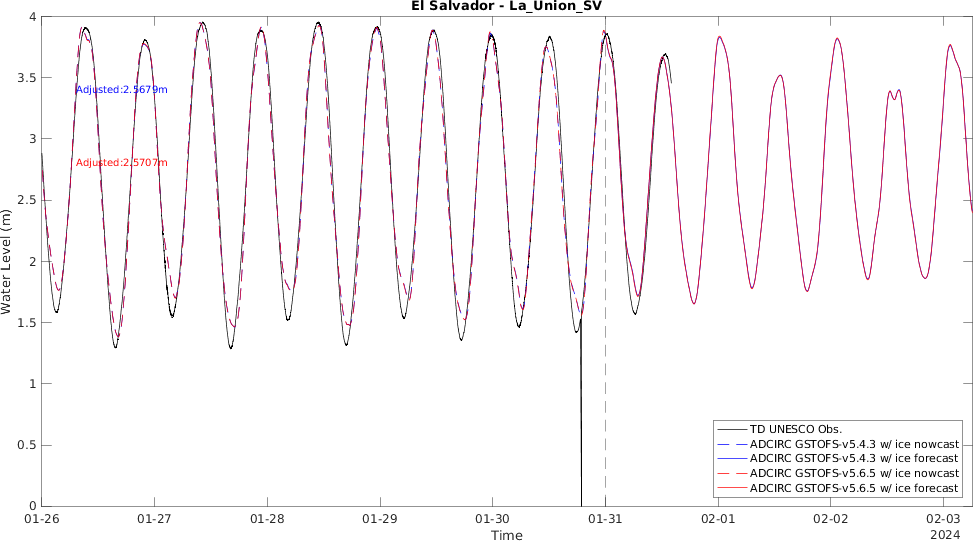 El Salvador - La_Union_SV
4
3.5
3
2.5
2
1.5
1
0.5
0
Water Level (m)
Adjusted:2.5679m
Adjusted:2.5707m
TD UNESCO Obs.
ADCIRC GSTOFS-v5.4.3 w/ ice nowcast
ADCIRC GSTOFS-v5.4.3 w/ ice forecast
ADCIRC GSTOFS-v5.6.5 w/ ice nowcast
ADCIRC GSTOFS-v5.6.5 w/ ice forecast
01-26 01-27 01-28 01-29 01-30 01-31 02-01 02-02 02-03
Time
2024